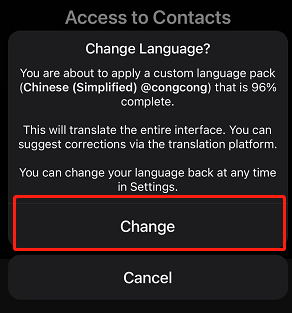 Access to Contacts
Change Language?
You are about to apply a custom language pack
(Chinese (Simplified) @congcong) that is 96%
complete.
This will translate the entire interface. You can
suggest corrections via the translation platform.
You can change your language back at any time
in Settings.
Change
Cancel